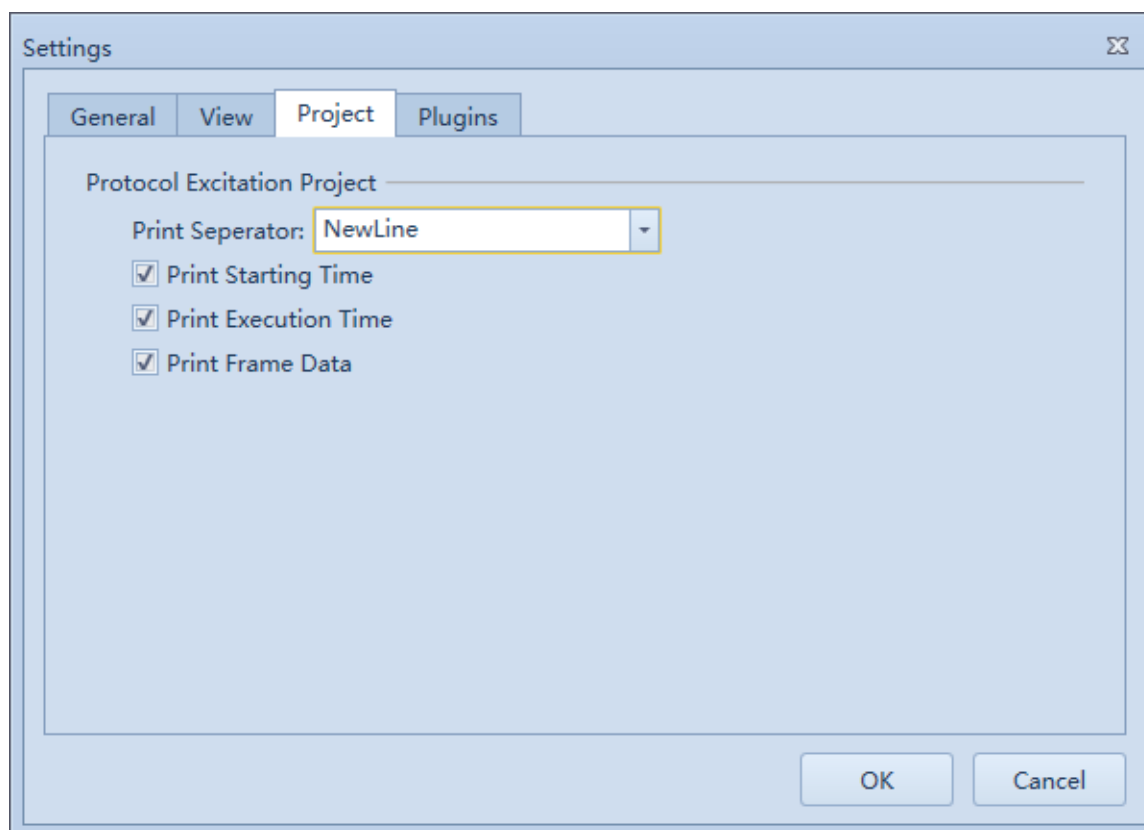 Settings
General View Project Plugins
Protocol Excitation Project
Print Seperator: NewLine
Print Starting Time
Print Execution Time
Print Frame Data
OK Cancel